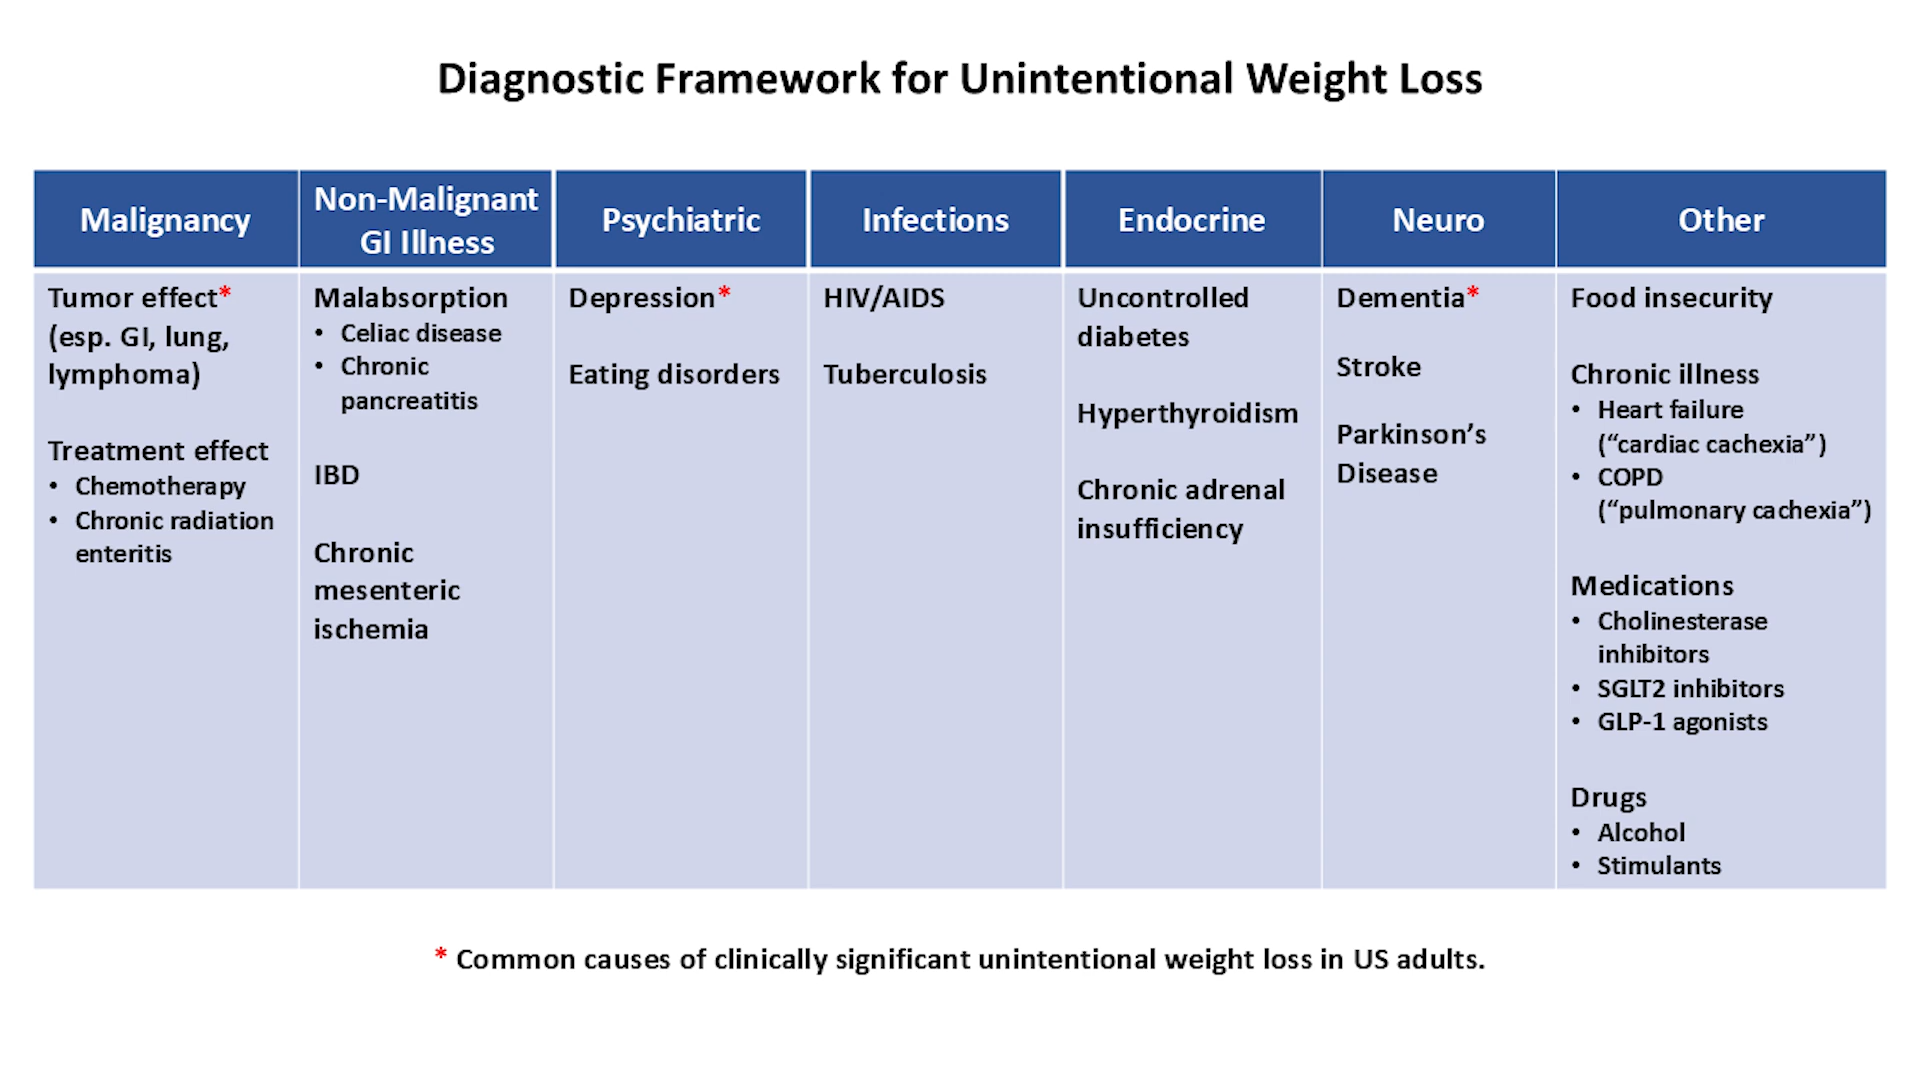 Diagnostic Framework for Unintentional Weight Loss
Malignancy
Non-Malignant
GI Illness
Psychiatric
Infections
Endocrine
Neuro
Other
Tumor effect*
(esp. GI, lung,
lymphoma)
Treatment effect
• Chemotherapy
• Chronic radiation
enteritis
Malabsorption
• Celiac disease
• Chronic
pancreatitis
IBD
Chronic
mesenteric
ischemia
Depression*
Eating disorders
HIV/AIDS
Tuberculosis
Uncontrolled
diabetes
Hyperthyroidism
Chronic adrenal
insufficiency
Dementia*
Stroke
Parkinson’s
Disease
Food insecurity
Chronic illness
• Heart failure
(“cardiac cachexia”)
• COPD
(“pulmonary cachexia”)
Medications
• Cholinesterase
inhibitors
• SGLT2 inhibitors
• GLP-1 agonists
Drugs
• Alcohol
• Stimulants
* Common causes of clinically significant unintentional weight loss in US adults.